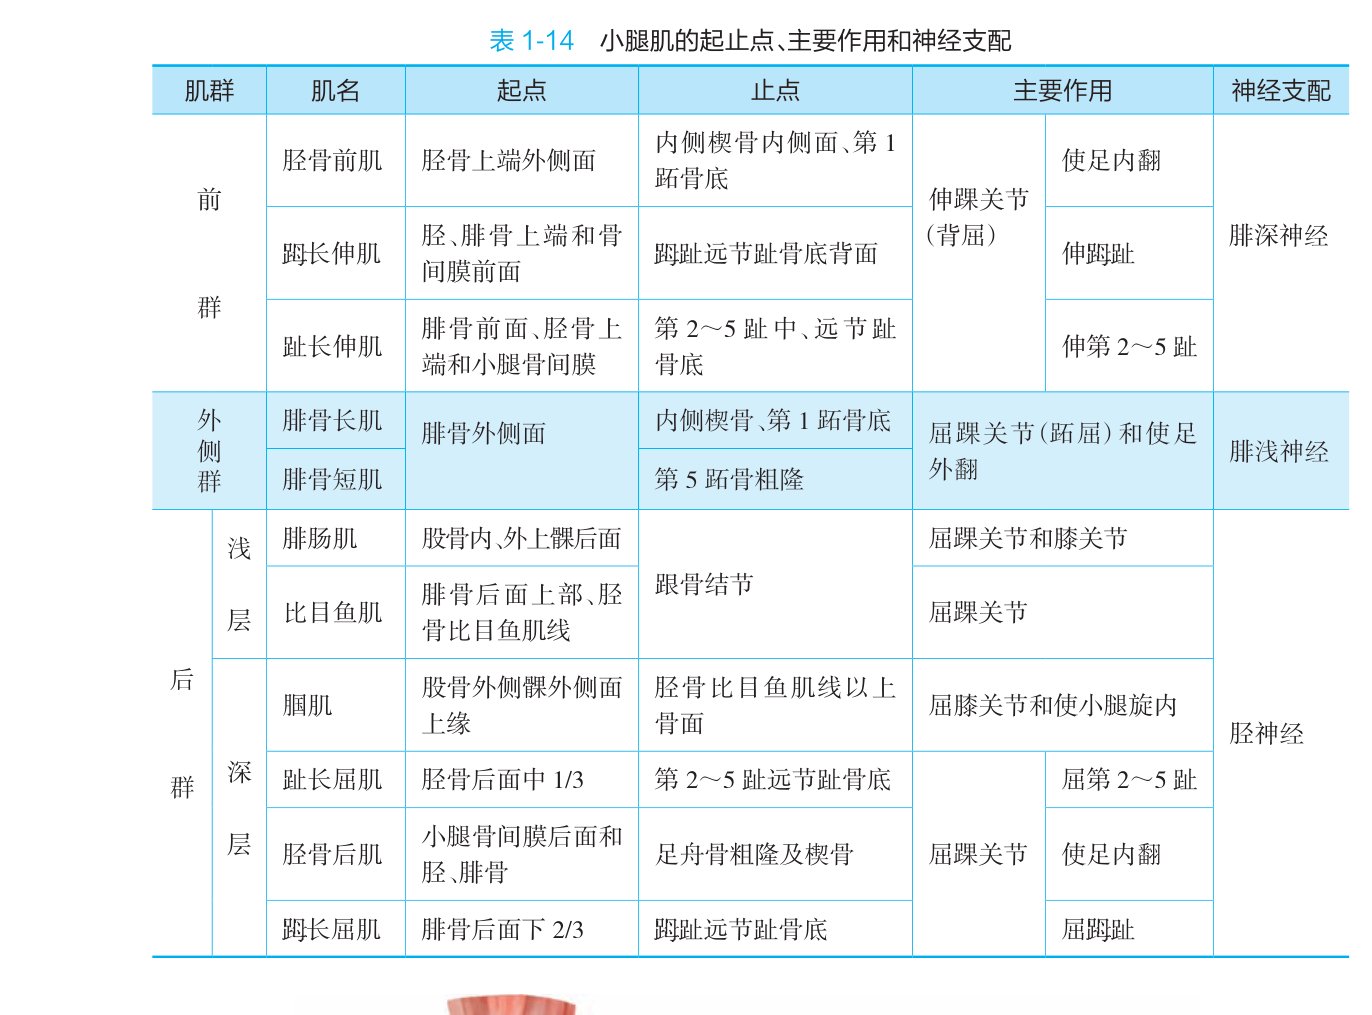 表 1-14 小腿肌的起止点、主要作用和神经支配
肌群 肌名 起点 止点 主要作用 神经支配
前
群
胫骨前肌
胫骨上端外侧面
内侧楔骨内侧面、第 1
跖骨底
伸踝关节
（背屈）
使足内翻
腓深神经
𧿹长伸肌
胫、腓骨上端和骨
间膜前面
𧿹趾远节趾骨底背面
伸𧿹趾
趾长伸肌
腓骨前面、胫骨上
端和小腿骨间膜
第 2～5 趾中、远节趾
骨底
伸第 2～5 趾
外
侧
群
腓骨长肌
腓骨外侧面
内侧楔骨、第 1 跖骨底
屈踝关节（跖屈）和使足
外翻
腓浅神经
腓骨短肌
第 5 跖骨粗隆
后
群
浅
层
腓肠肌
股骨内、外上髁后面
跟骨结节
屈踝关节和膝关节
胫神经
比目鱼肌
腓骨后面上部、胫
骨比目鱼肌线
屈踝关节
深
层
腘肌
股骨外侧髁外侧面
上缘
胫骨比目鱼肌线以上
骨面
屈膝关节和使小腿旋内
趾长屈肌
胫骨后面中 1/3
第 2～5 趾远节趾骨底
屈踝关节
屈第 2～5 趾
胫骨后肌
小腿骨间膜后面和
胫、腓骨
足舟骨粗隆及楔骨
使足内翻
𧿹长屈肌
腓骨后面下 2/3
𧿹趾远节趾骨底
屈𧿹趾